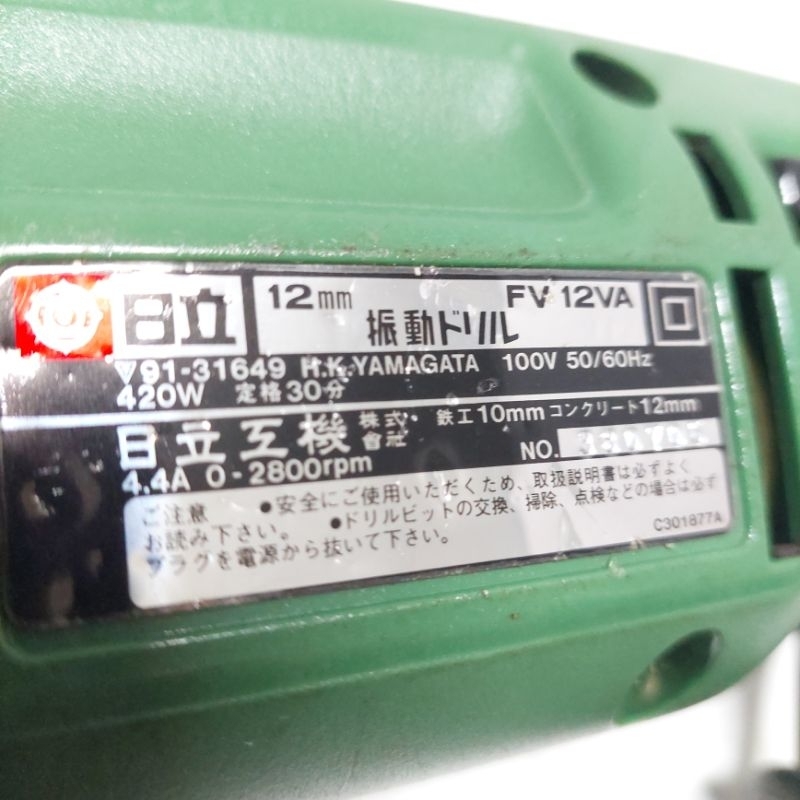 日立
12mm FV 12VA
振動ドリル
▽91-31649 H.K.YAMAGATA 100V 50/60Hz
420W 定格30分
日立工機株式會社 鉄工10mmコンクリート12mm
4.4A 0-2800rpm NO.
ご注意 ●安全にご使用いただくため、取扱説明書は必ずよく
お読み下さい。 ●ドリルビットの交換、掃除、点検などの場合は必ず
プラグを電源から抜いて下さい。 C301877A